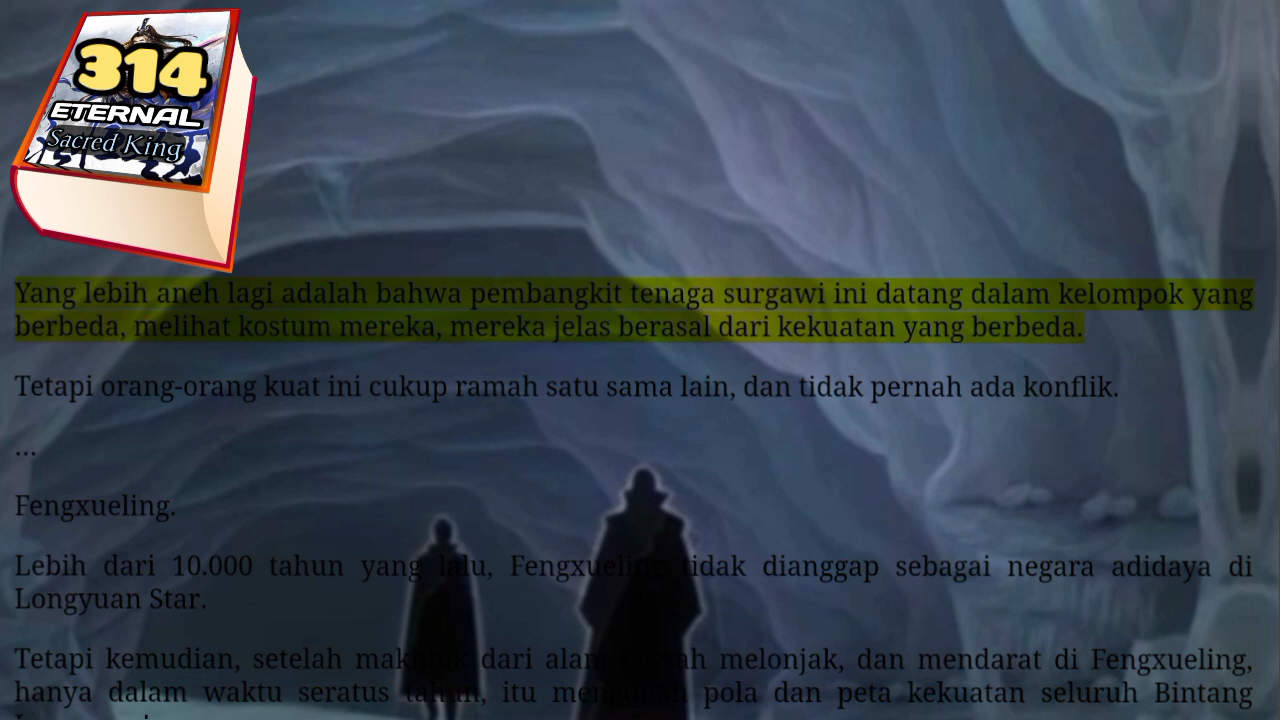 314
ETERNAL
Sacred King
Yang lebih aneh lagi adalah bahwa pembangkit tenaga surgawi ini datang dalam kelompok yang
berbeda, melihat kostum mereka, mereka jelas berasal dari kekuatan yang berbeda.
Tetapi orang-orang kuat ini cukup ramah satu sama lain, dan tidak pernah ada konflik.
...
Fengxueling.
Lebih dari 10.000 tahun yang lalu, Fengxueling tidak dianggap sebagai negara adidaya di
Longyuan Star.
Tetapi kemudian, setelah makhluk dari alam bawah melonjak, dan mendarat di Fengxueling,
hanya dalam waktu seratus tahun, itu mengubah pola dan peta kekuatan seluruh Bintang